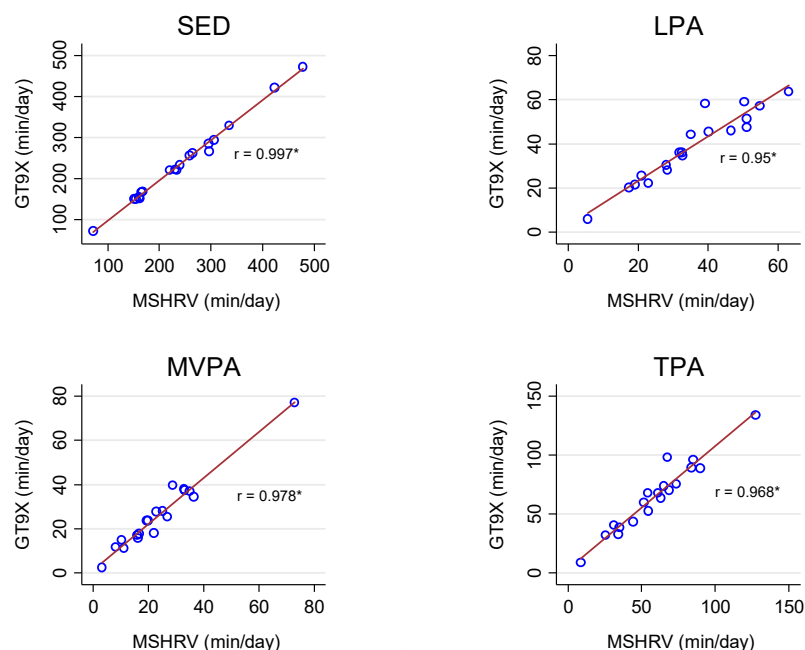 SED
GT9X (min/day)
500
400
300
200
100
r = 0.997*
100 200 300 400 500
MSHRV (min/day)
LPA
GT9X (min/day)
80
60
40
20
0
r = 0.95*
0 20 40 60
MSHRV (min/day)
MVPA
GT9X (min/day)
80
60
40
20
0
r = 0.978*
0 20 40 60 80
MSHRV (min/day)
TPA
GT9X (min/day)
150
100
50
0
r = 0.968*
0 50 100 150
MSHRV (min/day)